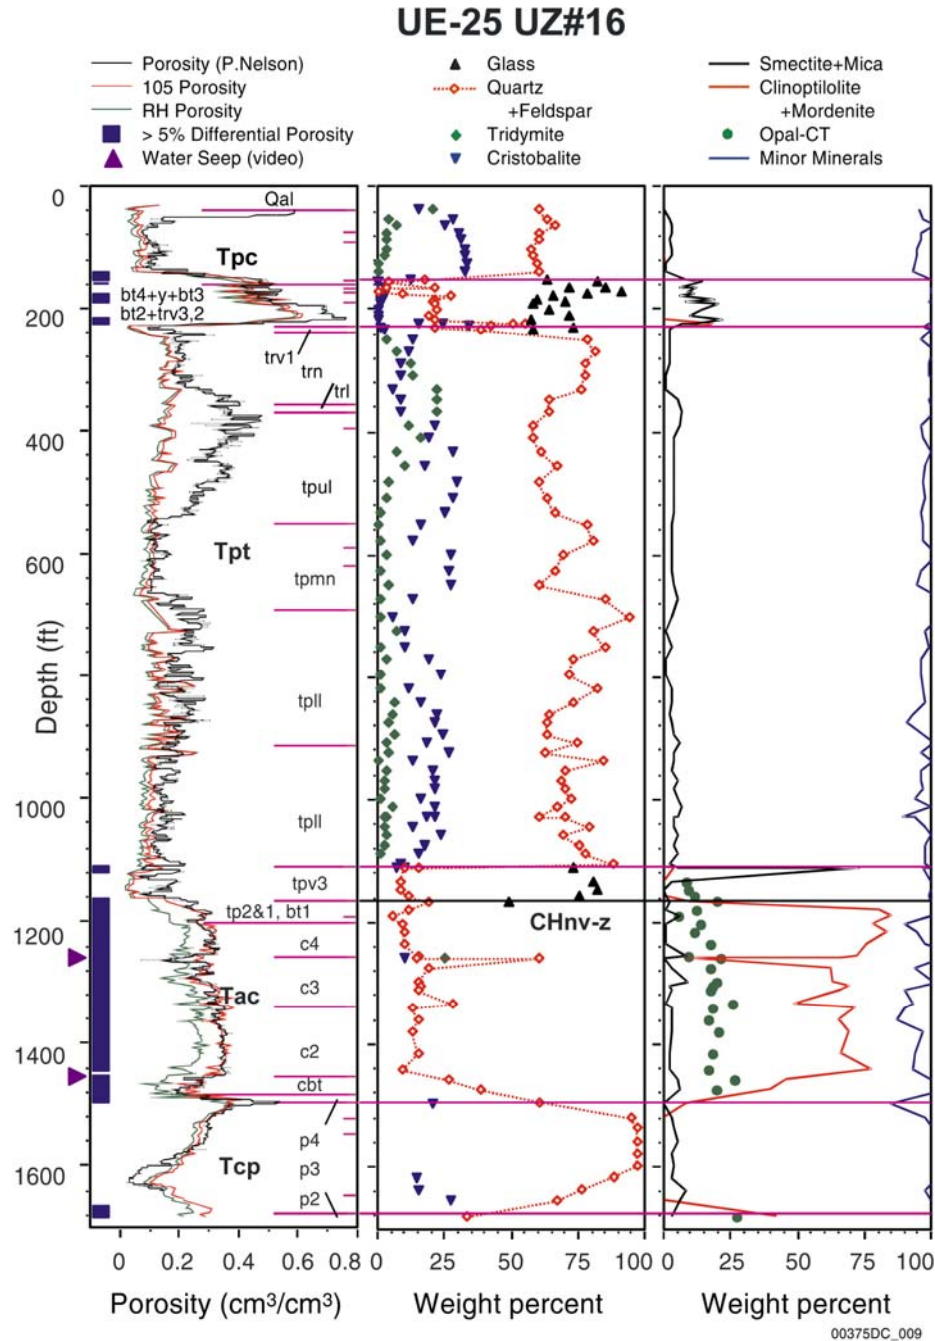 UE-25 UZ#16
Porosity (P.Nelson)
105 Porosity
RH Porosity
> 5% Differential Porosity
Water Seep (video)
Glass
Quartz
+Feldspar
Tridymite
Cristobalite
Smectite+Mica
Clinoptilolite
+Mordenite
Opal-CT
Minor Minerals
Depth (ft)
0
200
400
600
800
1000
1200
1400
1600
Qal
Tpc
bt4+y+bt3
bt2+trv3,2
trv1
trn
trl
tpul
Tpt
tpmn
tpll
tpll
tpv3
tp2&1, bt1
CHnv-z
c4
Tac
c3
c2
cbt
p4
Tcp
p3
p2
0 0.2 0.4 0.6 0.8
Porosity (cm³/cm³)
0 25 50 75 100
Weight percent
0 25 50 75 100
Weight percent
00375DC_009